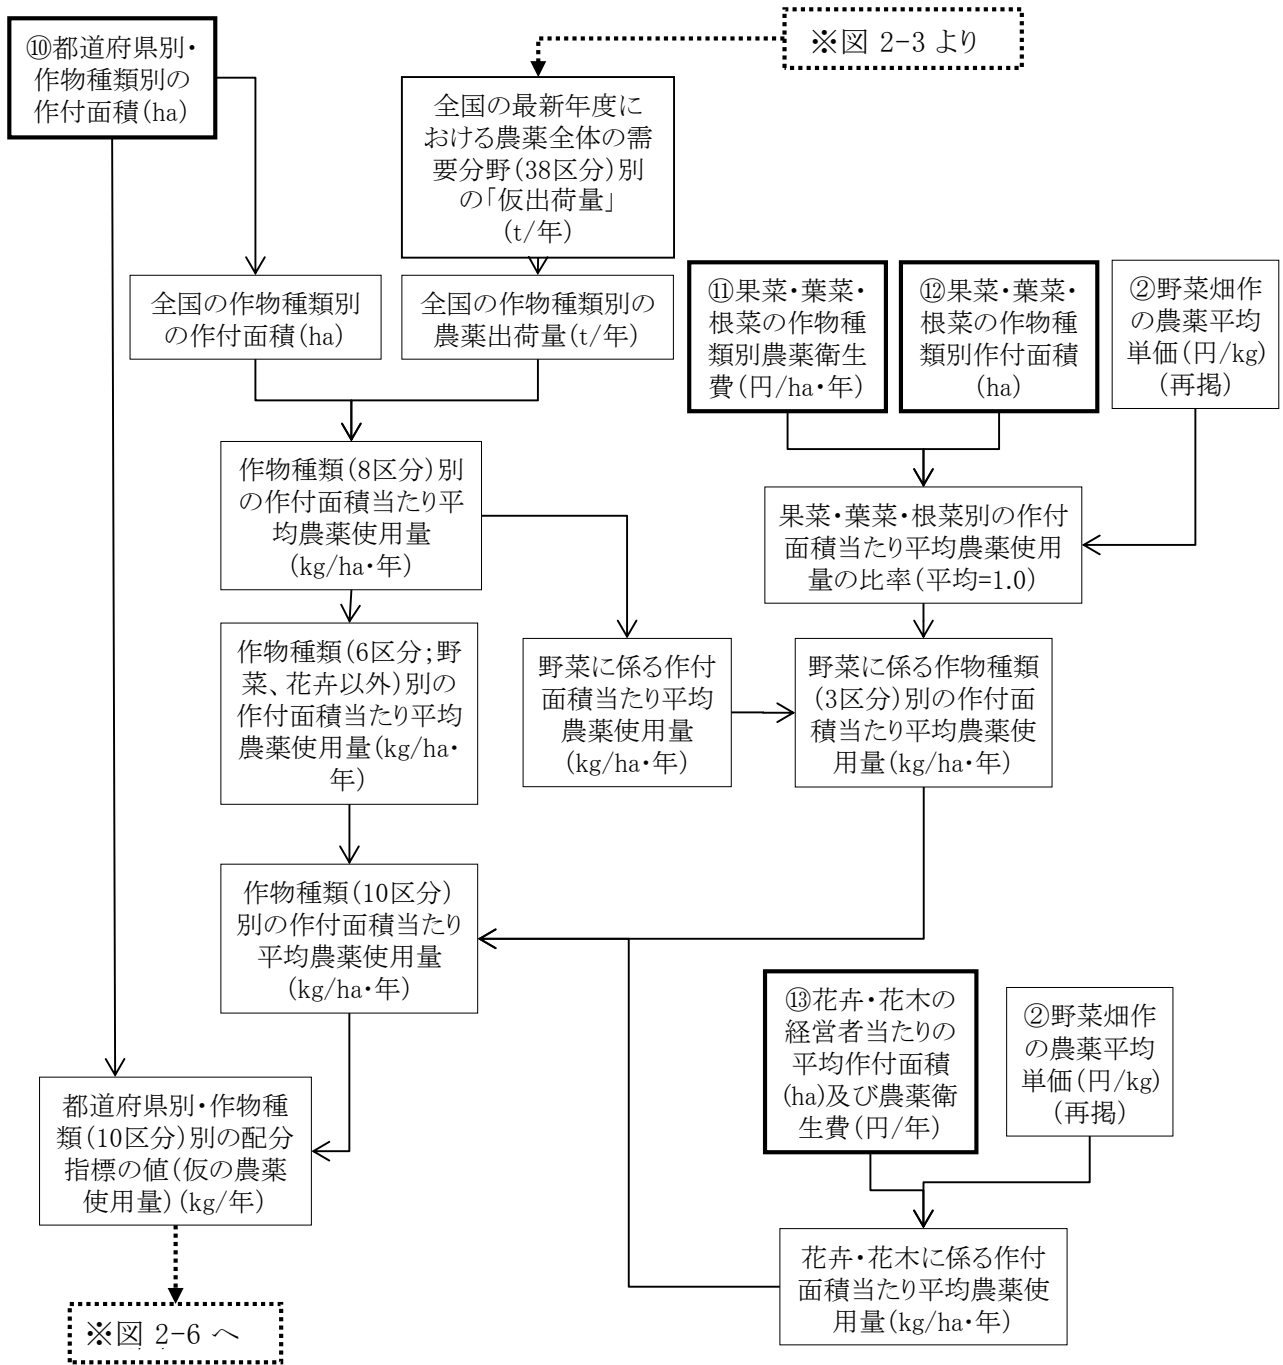 ⑩都道府県別・
作物種類別の
作付面積(ha)
※図 2-3 より
全国の最新年度に
おける農薬全体の需
要分野(38区分)別
の「仮出荷量」
(t/年)
全国の作物種類別
の作付面積(ha)
全国の作物種類別の
農薬出荷量(t/年)
⑪果菜・葉菜・
根菜の作物種
類別農薬衛生
費(円/ha・年)
⑫果菜・葉菜・
根菜の作物種
類別作付面積
(ha)
②野菜畑作
の農薬平均
単価(円/kg)
(再掲)
作物種類(8区分)別
の作付面積当たり平
均農薬使用量
(kg/ha・年)
果菜・葉菜・根菜別の作付
面積当たり平均農薬使用
量の比率(平均=1.0)
作物種類(6区分;野
菜、花卉以外)別の
作付面積当たり平均
農薬使用量(kg/ha・
年)
野菜に係る作付
面積当たり平均
農薬使用量
(kg/ha・年)
野菜に係る作物種類
(3区分)別の作付面
積当たり平均農薬使
用量(kg/ha・年)
作物種類(10区分)
別の作付面積当たり
平均農薬使用量
(kg/ha・年)
⑬花卉・花木の
経営者当たりの
平均作付面積
(ha)及び農薬衛
生費(円/年)
②野菜畑作
の農薬平均
単価(円/kg)
(再掲)
都道府県別・作物種
類(10区分)別の配分
指標の値(仮の農薬
使用量)(kg/年)
花卉・花木に係る作付
面積当たり平均農薬使
用量(kg/ha・年)
※図 2-6 へ